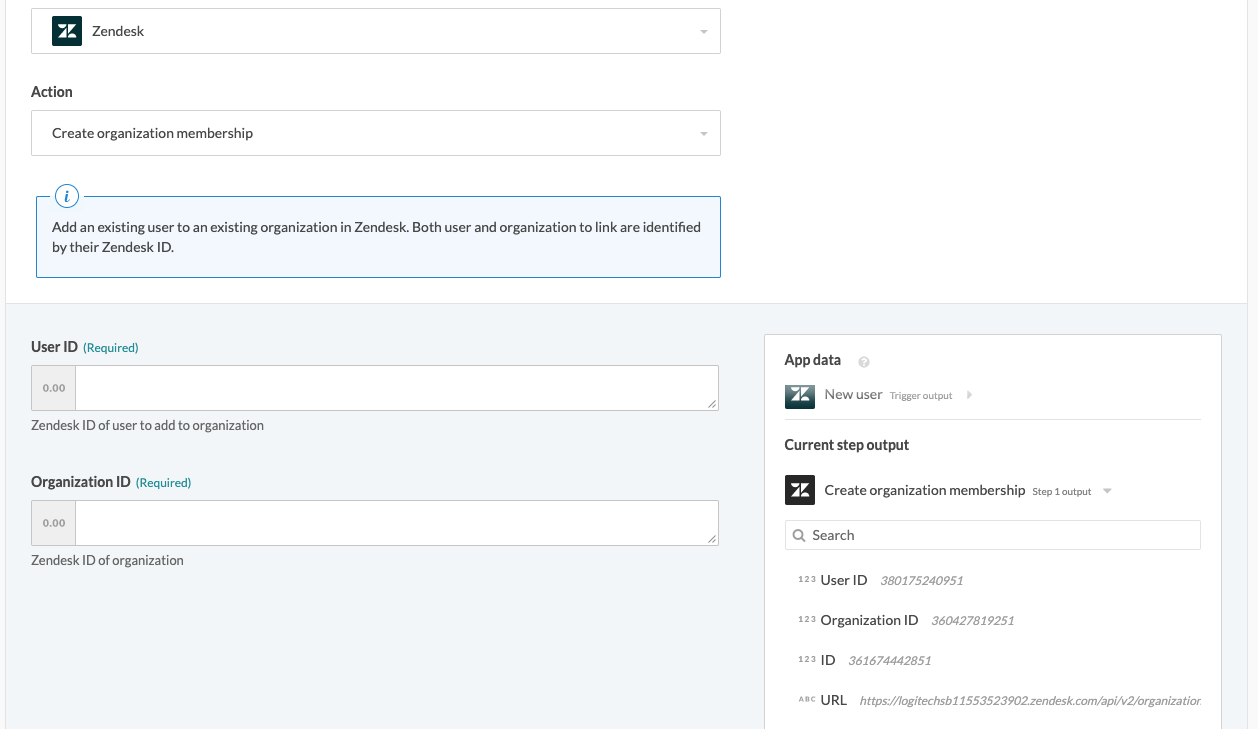 Zendesk
Action
Create organization membership
i
Add an existing user to an existing organization in Zendesk. Both user and organization to link are identified
by their Zendesk ID.
User ID (Required)
0.00
Zendesk ID of user to add to organization
Organization ID (Required)
0.00
Zendesk ID of organization
App data ?
New user Trigger output
Current step output
Create organization membership Step 1 output
Search
123 User ID 380175240951
123 Organization ID 360427819251
123 ID 361674442851
ABC URL https://logitechsb11553523902.zendesk.com/api/v2/organization